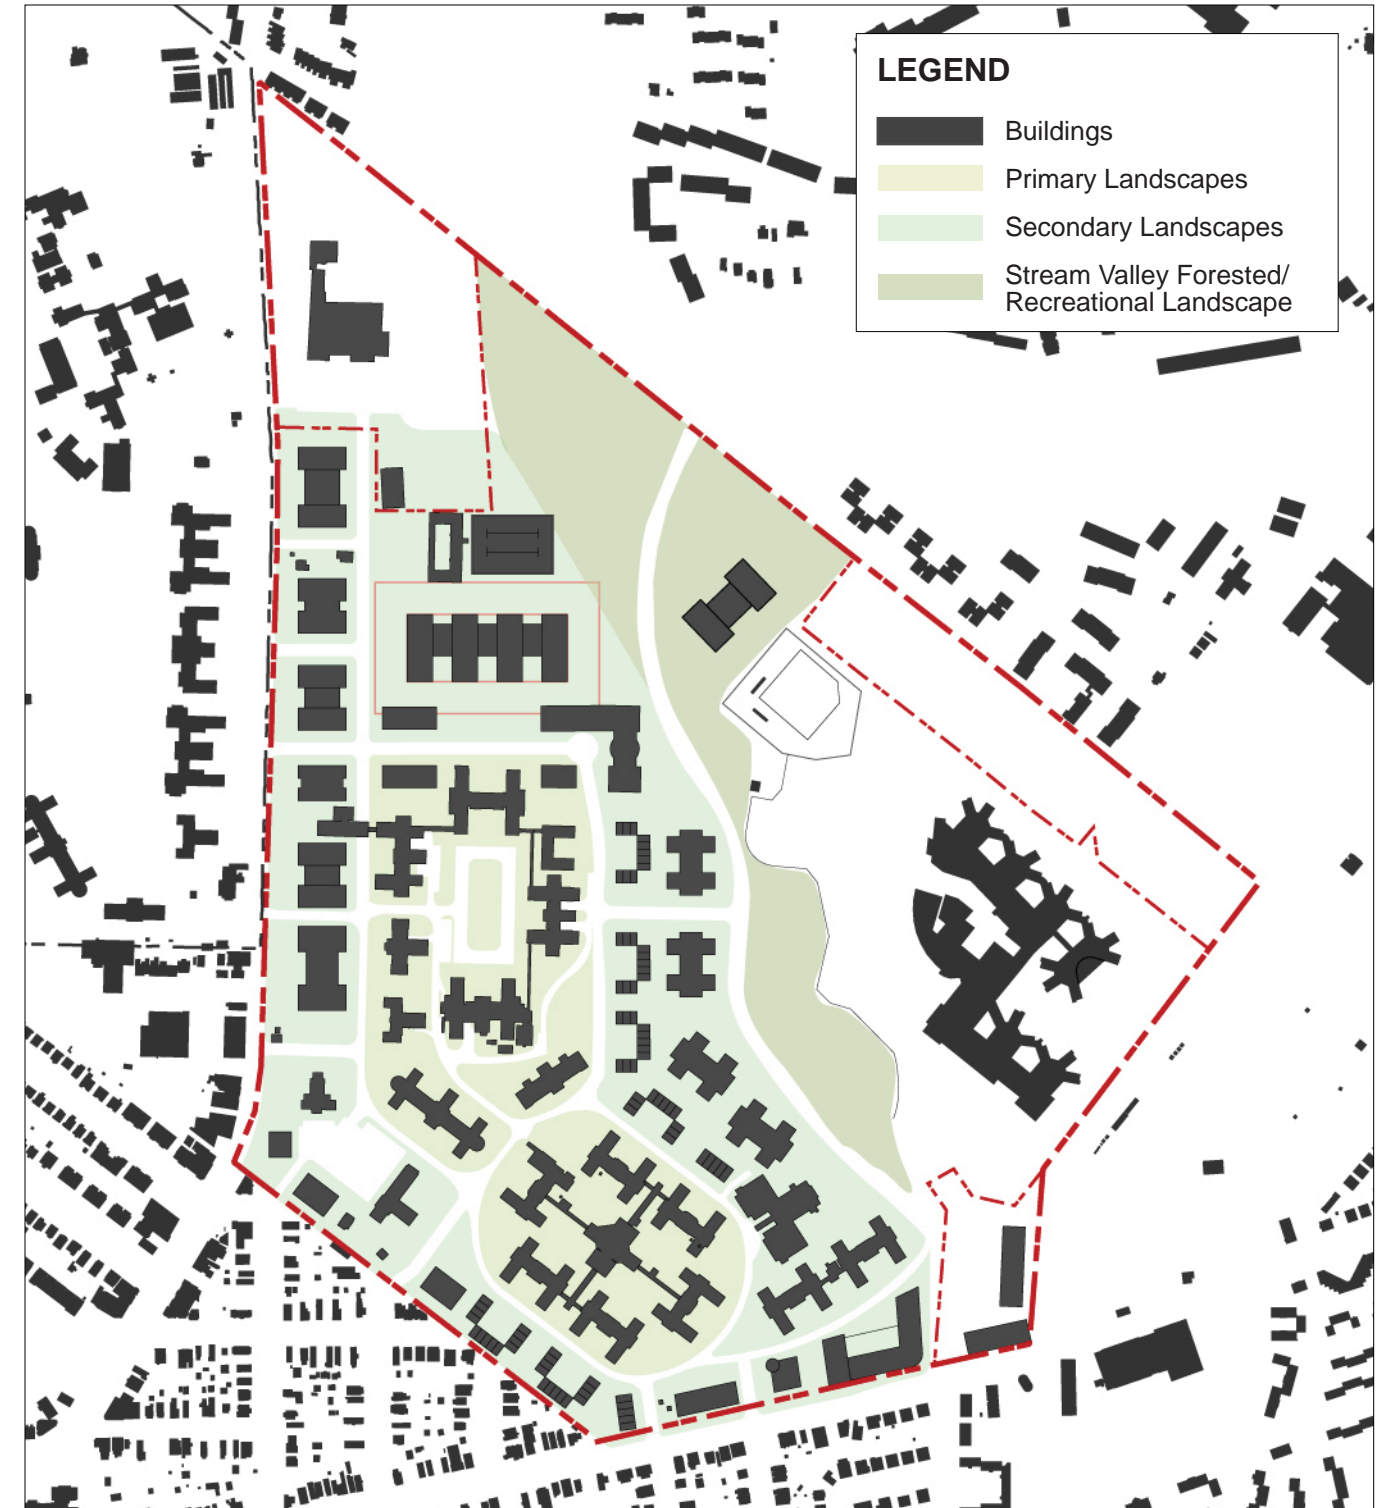 LEGEND
Buildings
Primary Landscapes
Secondary Landscapes
Stream Valley Forested/
Recreational Landscape